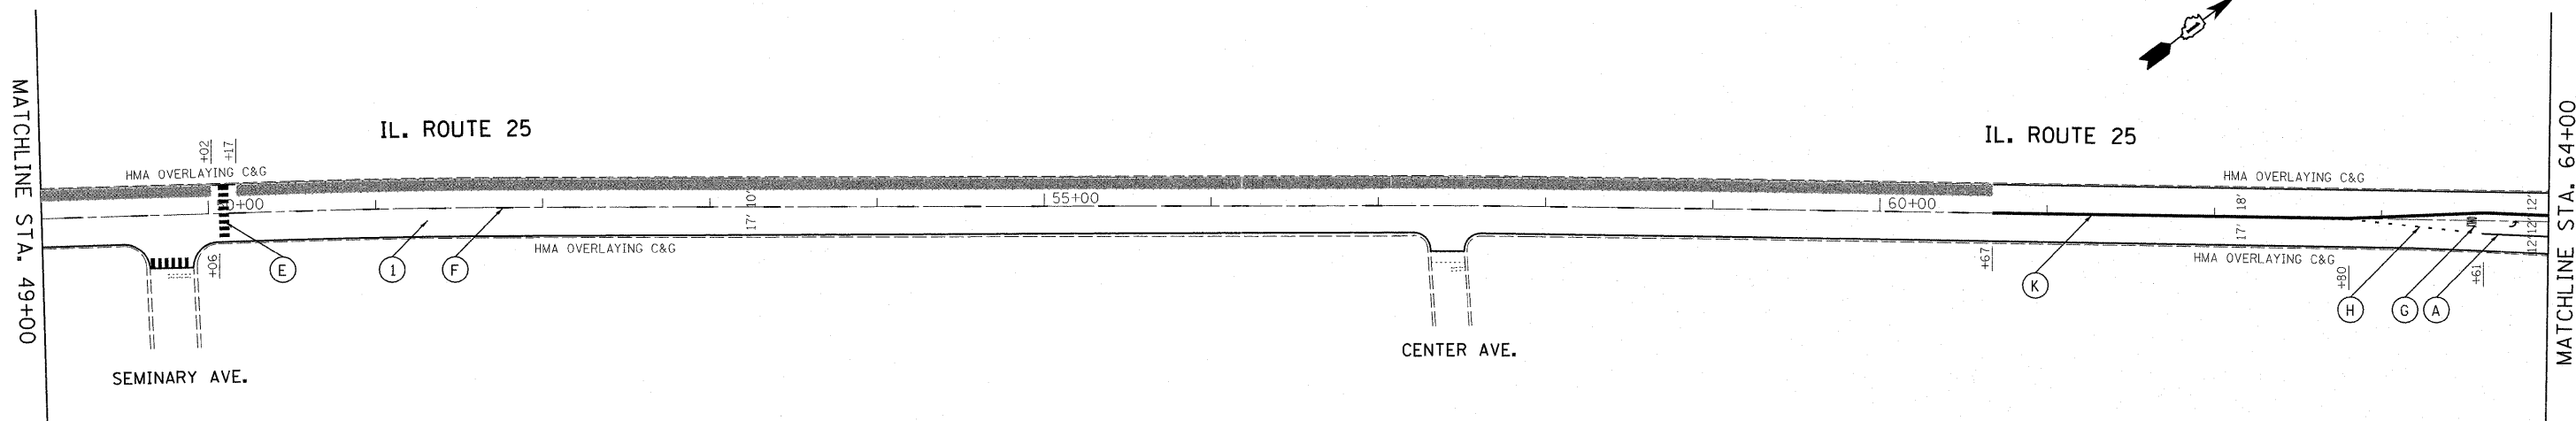 MATCHLINE STA. 49+00
IL. ROUTE 25
IL. ROUTE 25
MATCHLINE STA. 64+00
+02
+17
HMA OVERLAYING C&G
HMA OVERLAYING C&G
0+00
17' 10'
55+00
60+00
18'
17'
12'
12'
12'
HMA OVERLAYING C&G
HMA OVERLAYING C&G
+06
E
1
F
+67
K
+80
H
G
A
+61
SEMINARY AVE.
CENTER AVE.